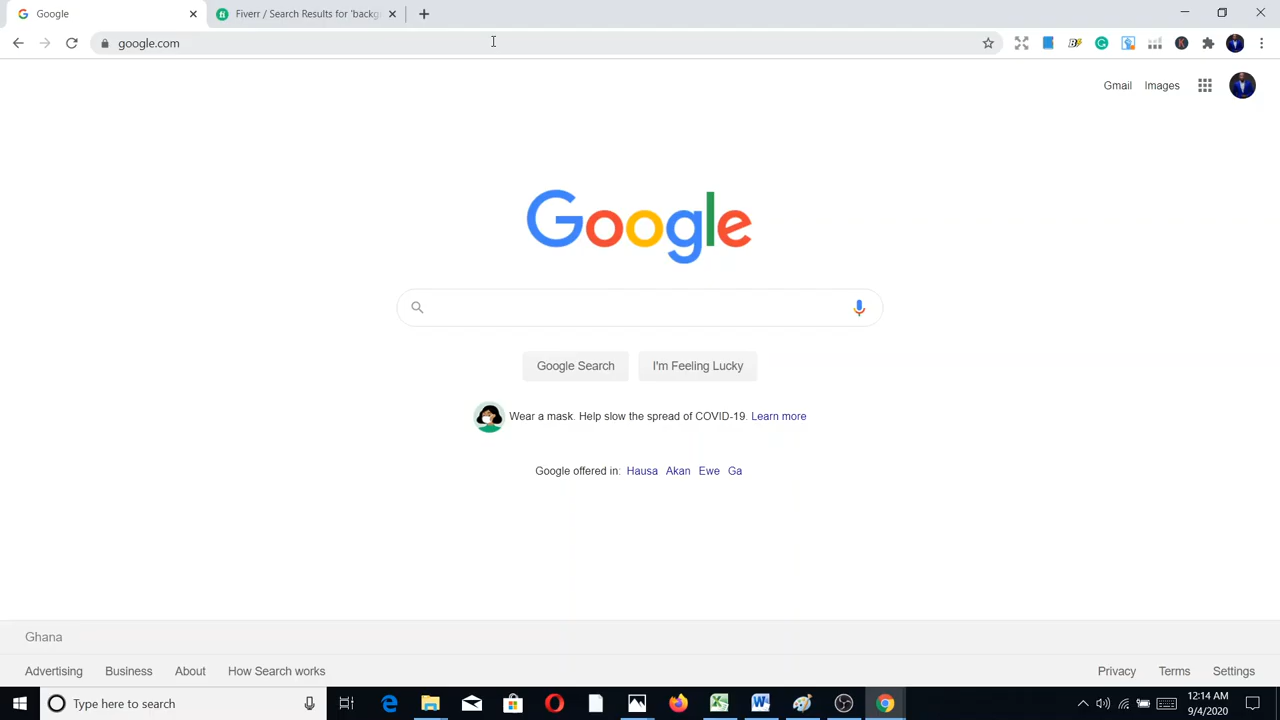 Google
Fiverr / Search Results for 'backg
google.com
Gmail Images
Google
Google Search
I'm Feeling Lucky
Wear a mask. Help slow the spread of COVID-19. Learn more
Google offered in: Hausa Akan Ewe Ga
Ghana
Advertising Business About How Search works
Privacy Terms Settings
Type here to search
12:14 AM
9/4/2020